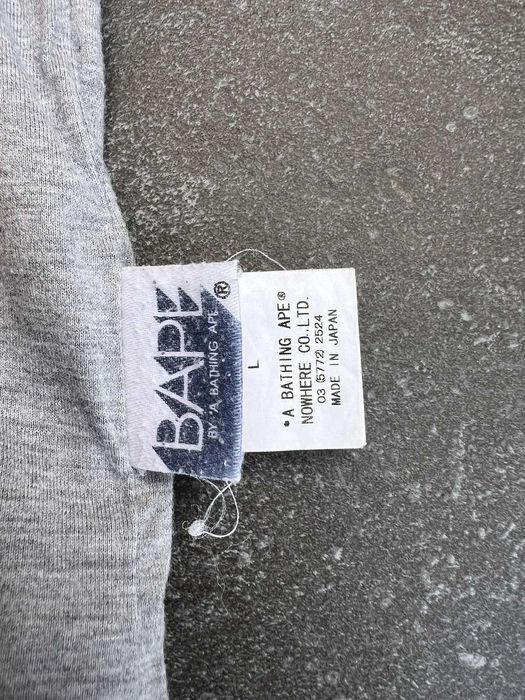 BAPE
BY *A BATHING APE
®
L
*A BATHING APE®
NOWHERE CO.,LTD.
03 (5772) 2524
MADE IN JAPAN